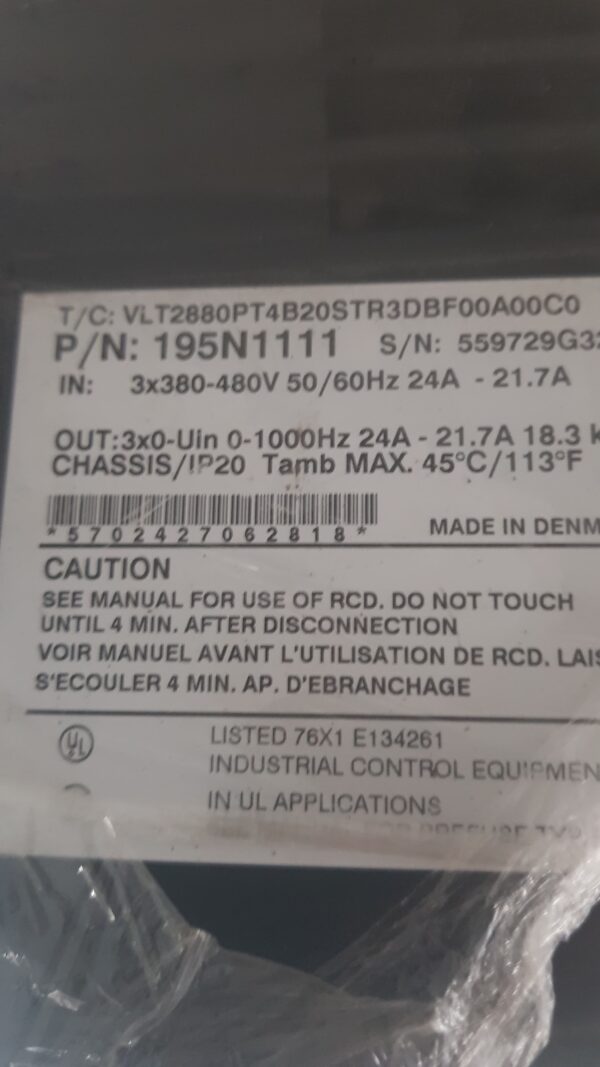 T/C: VLT2880PT4B20STR3DBF00A00C0
P/N: 195N1111 S/N: 559729G3
IN: 3x380-480V 50/60Hz 24A - 21.7A
OUT:3x0-Uin 0-1000Hz 24A - 21.7A 18.3 k
CHASSIS/IP20 Tamb MAX. 45°C/113°F
*5702427062818*
MADE IN DENM
CAUTION
SEE MANUAL FOR USE OF RCD. DO NOT TOUCH
UNTIL 4 MIN. AFTER DISCONNECTION
VOIR MANUEL AVANT L'UTILISATION DE RCD. LAIS
S'ECOULER 4 MIN. AP. D'EBRANCHAGE
UL
LISTED 76X1 E134261
INDUSTRIAL CONTROL EQUIPMEN
IN UL APPLICATIONS